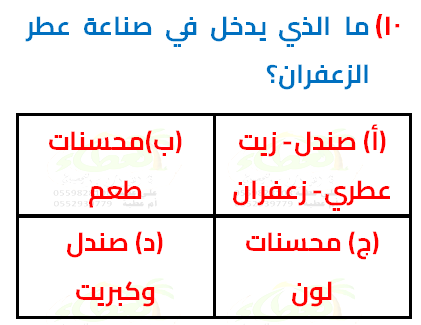 ١٠) ما الذي يدخل في صناعة عطر
الزعفران؟
(أ) صندل- زيت
عطري- زعفران
(ب)محسنات
طعم
(ج) محسنات
لون
(د) صندل
وكبريت